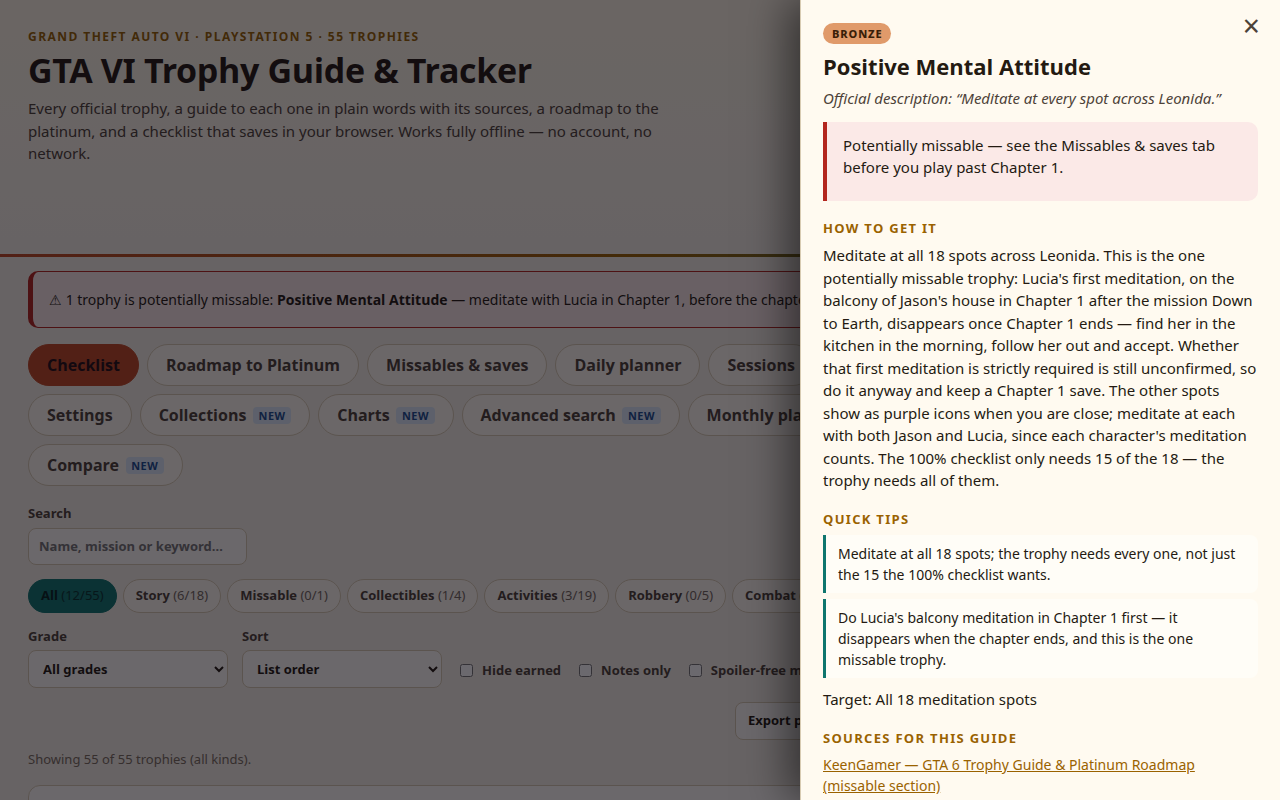 GRAND THEFT AUTO VI · PLAYSTATION 5 · 55 TROPHIES
GTA VI Trophy Guide & Tracker
Every official trophy, a guide to each one in plain words with its sources, a roadmap to the
platinum, and a checklist that saves in your browser. Works fully offline — no account, no
network.
⚠ 1 trophy is potentially missable: Positive Mental Attitude — meditate with Lucia in Chapter 1, before the
Checklist
Roadmap to Platinum
Missables & saves
Daily planner
Sessions
Settings
Collections NEW
Charts NEW
Advanced search NEW
Monthly
Compare NEW
Search
Name, mission or keyword...
All (12/55)
Story (6/18)
Missable (0/1)
Collectibles (1/4)
Activities (3/19)
Robbery (0/5)
Combat
Grade
Sort
All grades
List order
Hide earned
Notes only
Spoiler-free
Export
Showing 55 of 55 trophies (all kinds).
✕
BRONZE
Positive Mental Attitude
Official description: “Meditate at every spot across Leonida.”
Potentially missable — see the Missables & saves tab
before you play past Chapter 1.
HOW TO GET IT
Meditate at all 18 spots across Leonida. This is the one
potentially missable trophy: Lucia's first meditation, on the
balcony of Jason's house in Chapter 1 after the mission Down
to Earth, disappears once Chapter 1 ends — find her in the
kitchen in the morning, follow her out and accept. Whether
that first meditation is strictly required is still unconfirmed, so
do it anyway and keep a Chapter 1 save. The other spots
show as purple icons when you are close; meditate at each
with both Jason and Lucia, since each character's meditation
counts. The 100% checklist only needs 15 of the 18 — the
trophy needs all of them.
QUICK TIPS
Meditate at all 18 spots; the trophy needs every one, not just
the 15 the 100% checklist wants.
Do Lucia's balcony meditation in Chapter 1 first — it
disappears when the chapter ends, and this is the one
missable trophy.
Target: All 18 meditation spots
SOURCES FOR THIS GUIDE
KeenGamer — GTA 6 Trophy Guide & Platinum Roadmap
(missable section)